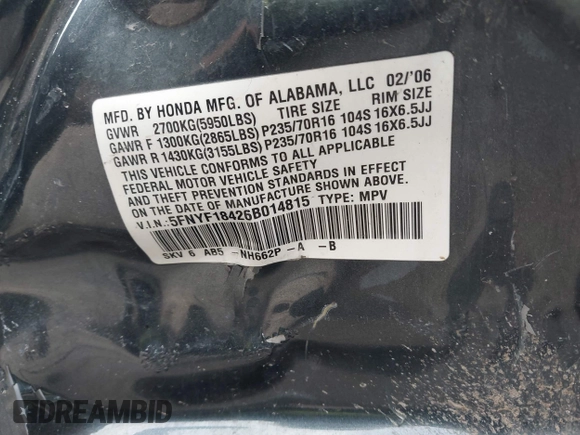 MFD. BY HONDA MFG. OF ALABAMA, LLC 02/'06
GVWR 2700KG(5950LBS) TIRE SIZE RIM SIZE
GAWR F 1300KG(2865LBS)P235/70R16 104S 16X6.5JJ
GAWR R 1430KG(3155LBS)P235/70R16 104S 16X6.5JJ
THIS VEHICLE CONFORMS TO ALL APPLICABLE
FEDERAL MOTOR VEHICLE SAFETY
AND THEFT PREVENTION STANDARDS IN EFFECT
ON THE DATE OF MANUFACTURE SHOWN ABOVE.
V.I.N.:5FNYF18426B014815 TYPE: MPV
SKV 6 AB5 -NH662P -A -B
DREAMBID